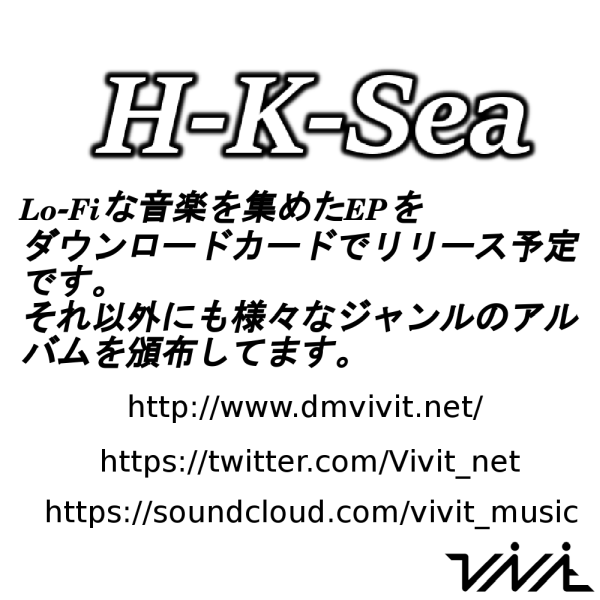 H-K-Sea
Lo-Fiな音楽を集めたEPを
ダウンロードカードでリリース予定
です。
それ以外にも様々なジャンルのアル
バムを頒布してます。
http://www.dmvivit.net/
https://twitter.com/Vivit_net
https://soundcloud.com/vivit_music
ViVit